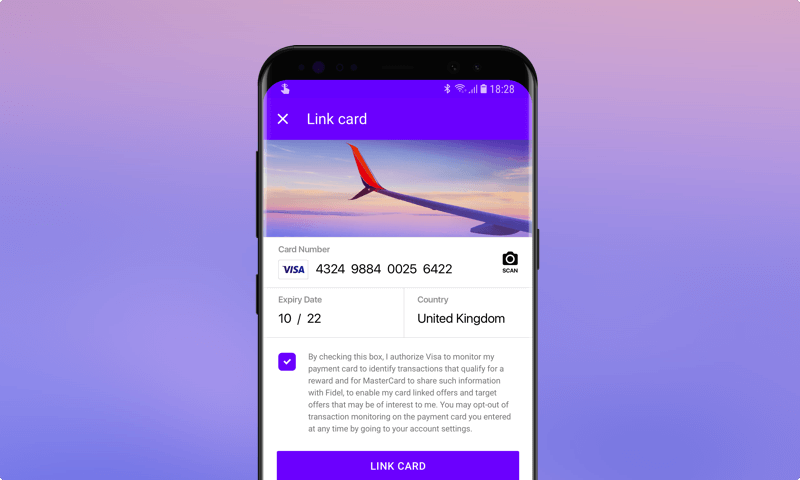 18:28
Link card
Card Number
VISA 4324 9884 0025 6422
SCAN
Expiry Date
10 / 22
Country
United Kingdom
By checking this box, I authorize Visa to monitor my
payment card to identify transactions that qualify for a
reward and for MasterCard to share such information
with Fidel, to enable my card linked offers and target
offers that may be of interest to me. You may opt-out of
transaction monitoring on the payment card you entered
at any time by going to your account settings.
LINK CARD